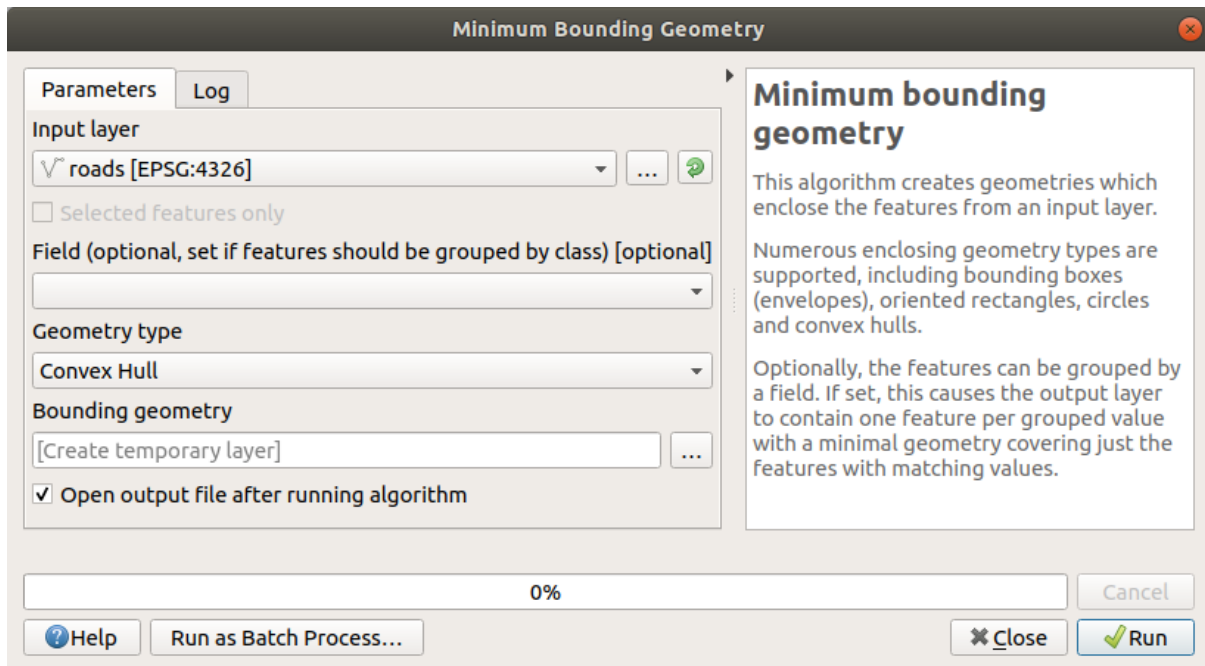 Minimum Bounding Geometry
Parameters
Log
Input layer
roads [EPSG:4326]
...
Selected features only
Field (optional, set if features should be grouped by class) [optional]
Geometry type
Convex Hull
Bounding geometry
[Create temporary layer]
...
Open output file after running algorithm
Minimum bounding
geometry
This algorithm creates geometries which
enclose the features from an input layer.
Numerous enclosing geometry types are
supported, including bounding boxes
(envelopes), oriented rectangles, circles
and convex hulls.
Optionally, the features can be grouped by
a field. If set, this causes the output layer
to contain one feature per grouped value
with a minimal geometry covering just the
features with matching values.
0%
Cancel
Help
Run as Batch Process...
Close
Run